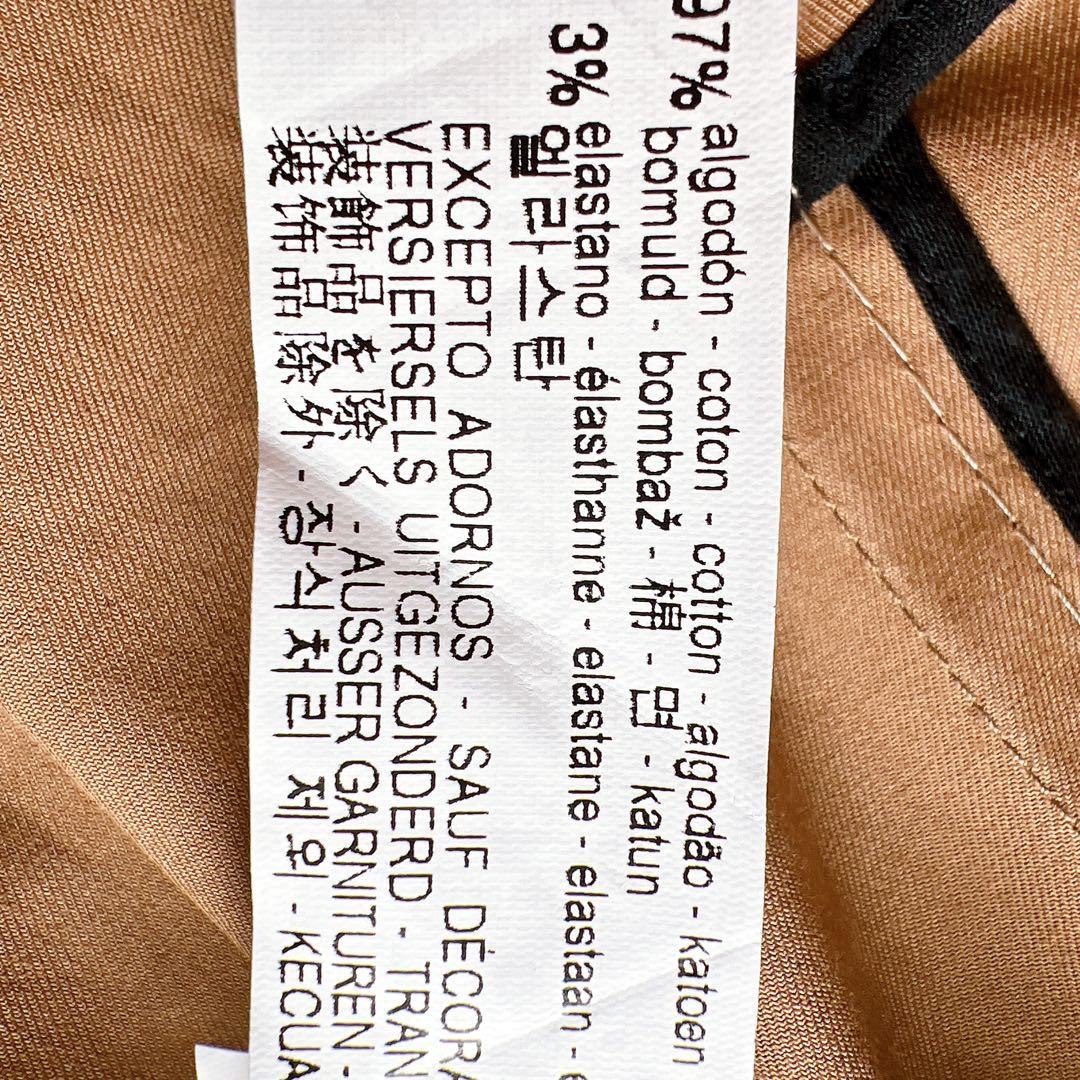 97% algodón - coton - cotton - algodão - katoen
bomuld - bombaž - 棉 - 면 - katun
3% elastano - élasthanne - elastane - elastaan - e
엘라스탄
EXCEPTO ADORNOS - SAUF DÉCORA
VERSIERSELS UITGEZONDERD - TRAN
装飾品を除く - AUSSER GARNITUREN -
装饰品除外 - 장식 처리 제외 - KECUA